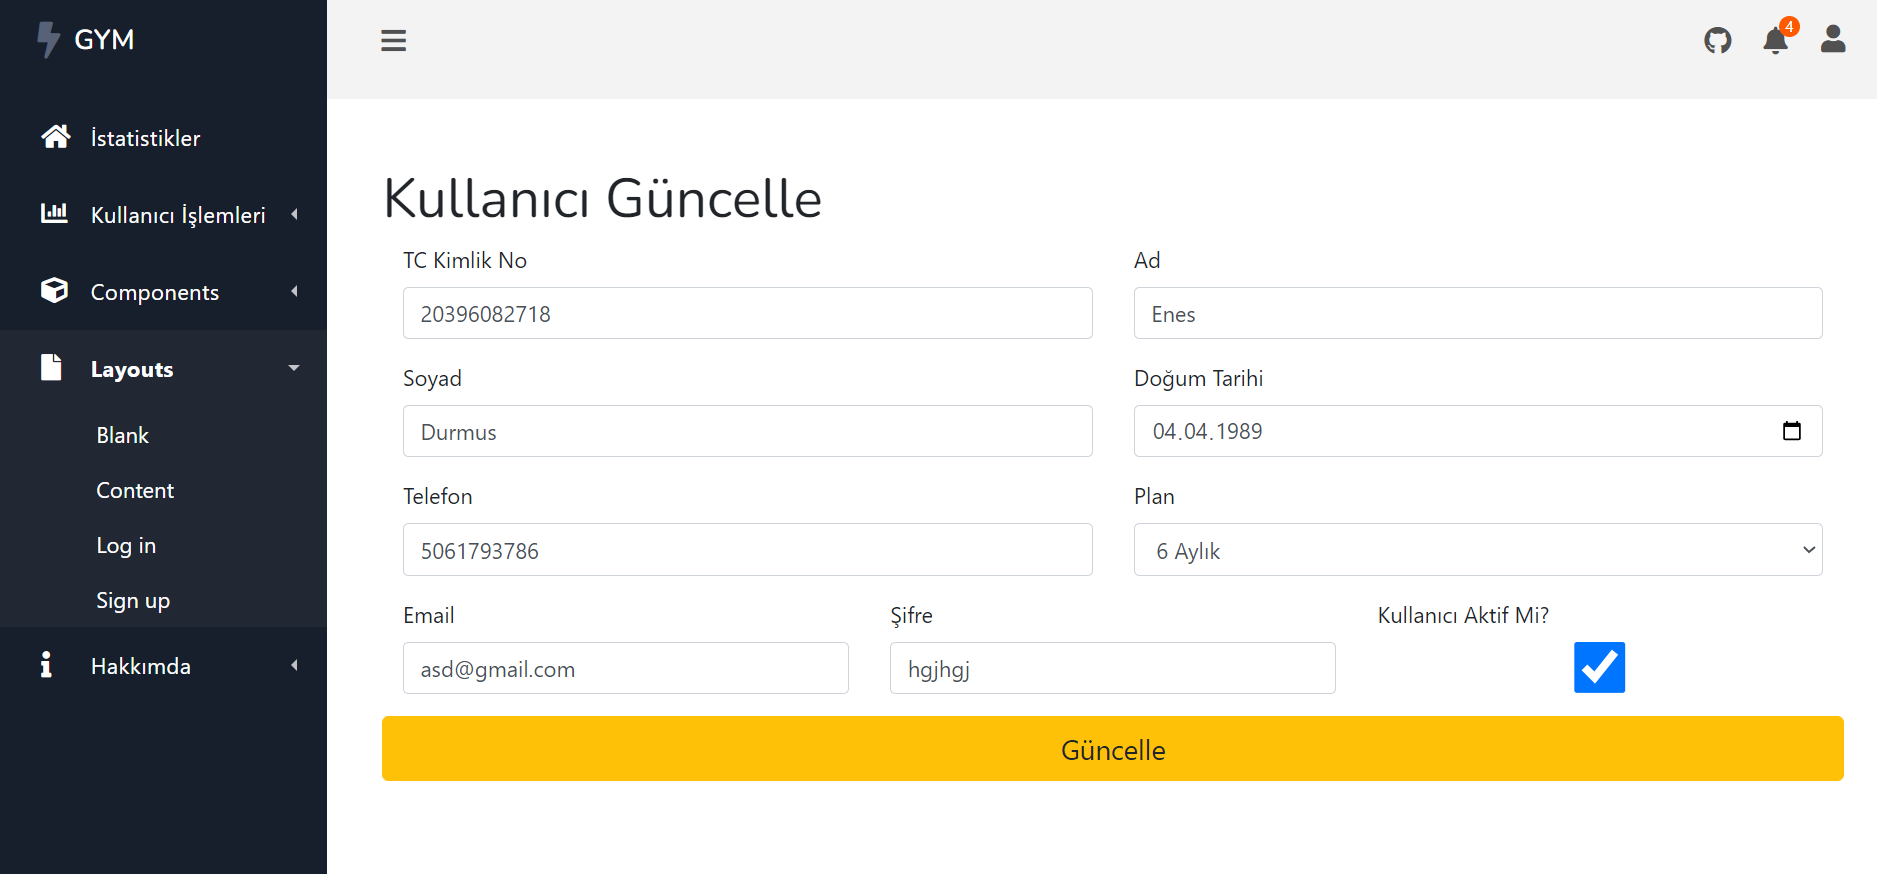 GYM
4
İstatistikler
Kullanıcı İşlemleri
Components
Layouts
Blank
Content
Log in
Sign up
Hakkımda
Kullanıcı Güncelle
TC Kimlik No
Ad
20396082718
Enes
Soyad
Doğum Tarihi
Durmus
04.04.1989
Telefon
Plan
5061793786
6 Aylık
Email
Şifre
Kullanıcı Aktif Mi?
asd@gmail.com
hgjhgj
Güncelle